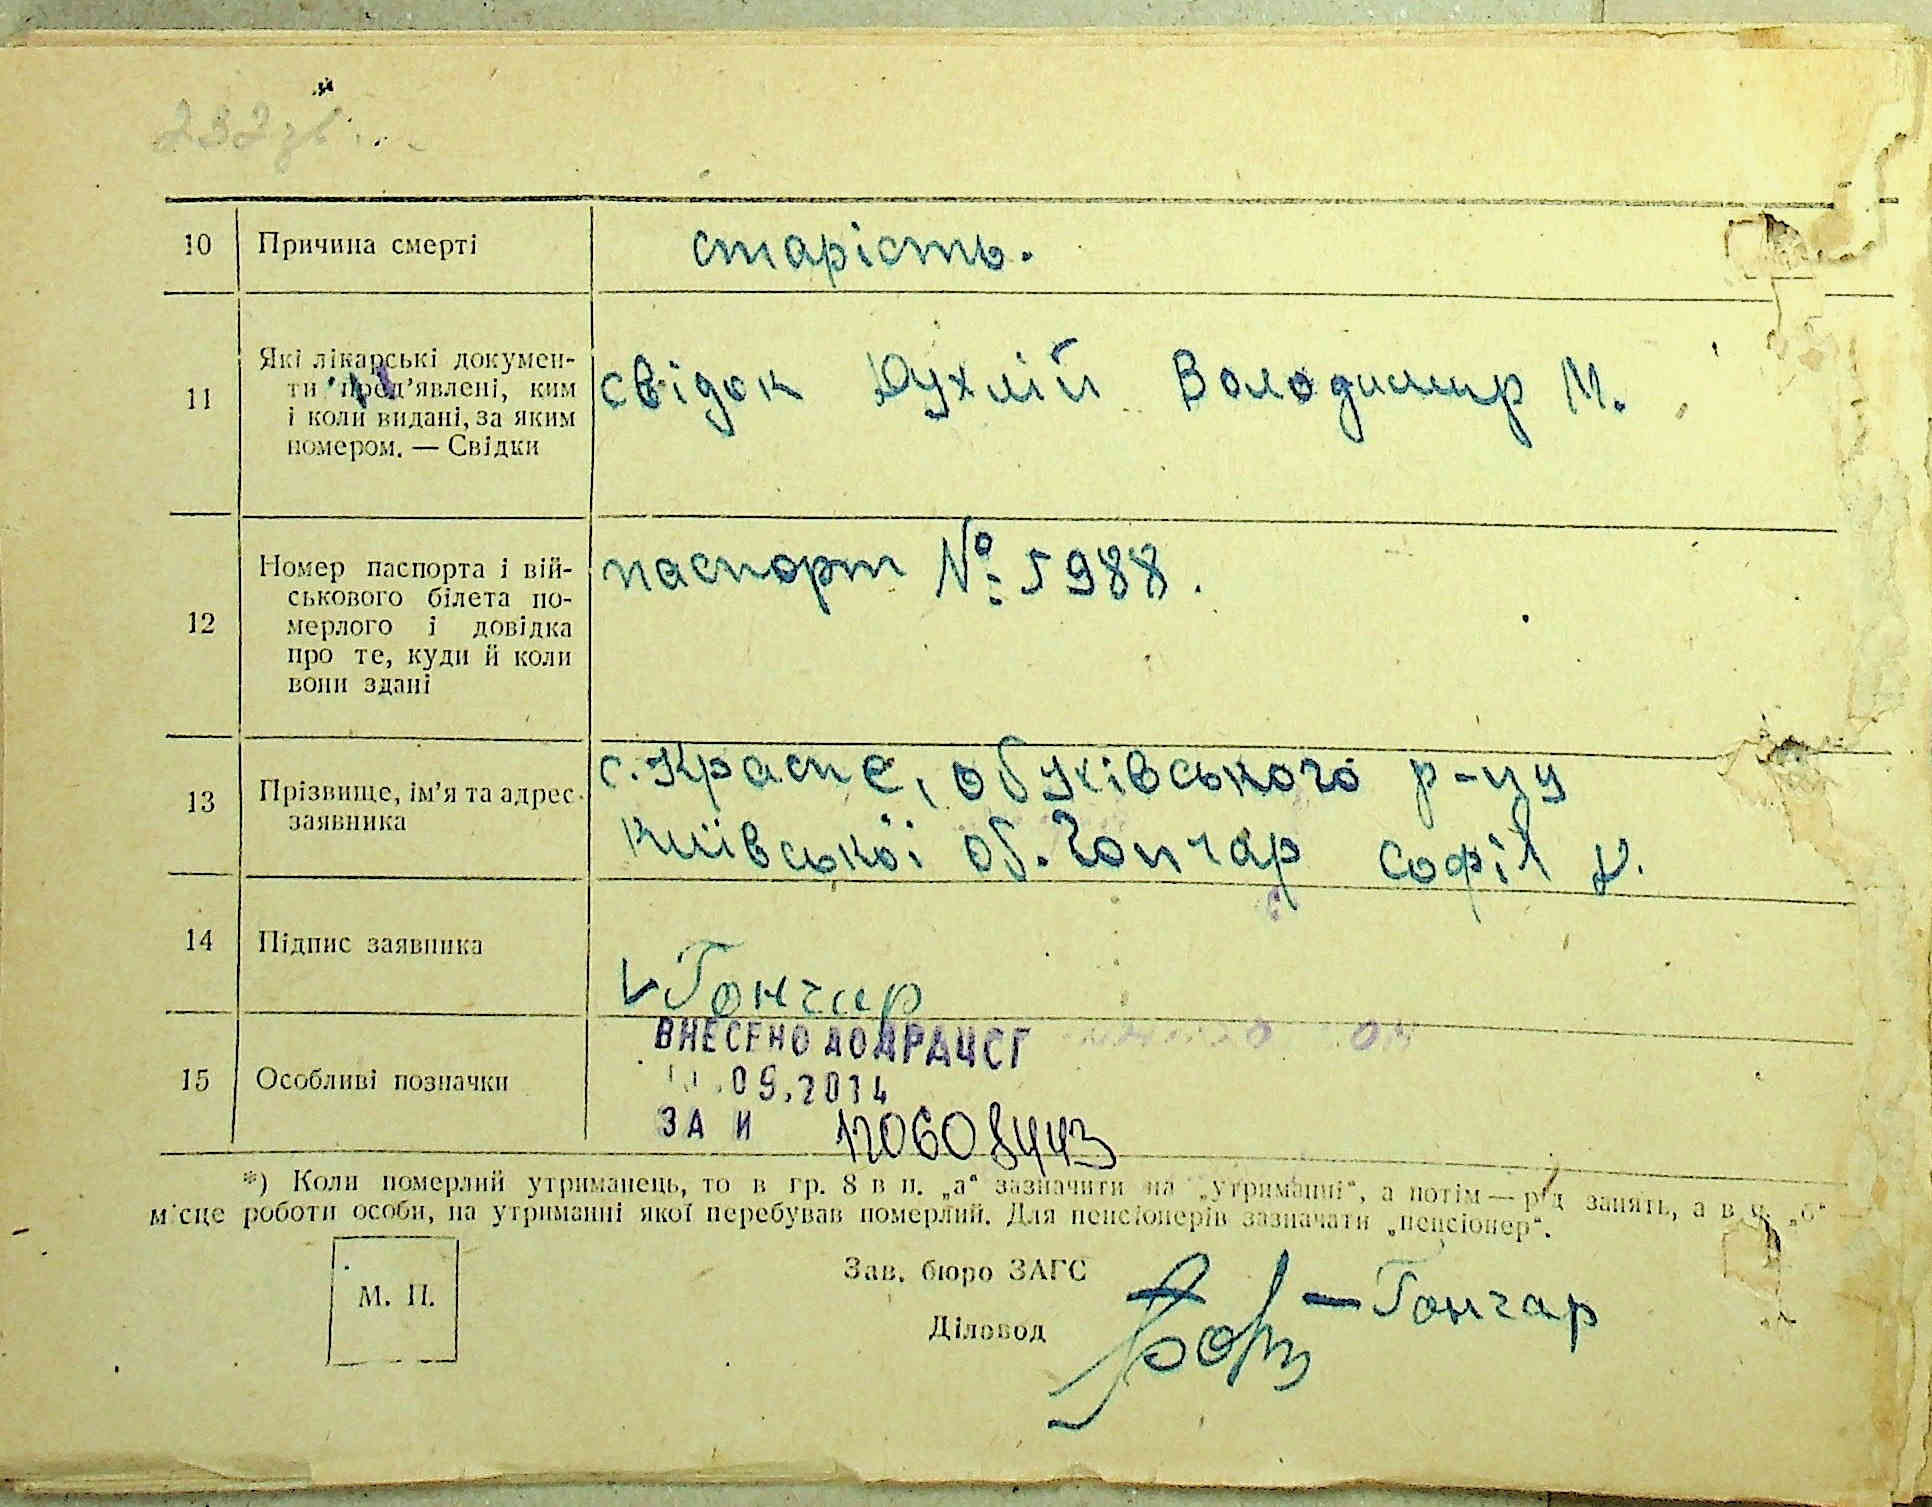 10 Причина смерті старість.
11 Які лікарські докумен-
ти пред'явлені, ким
і коли видані, за яким
номером. — Свідки
свідок Володимир М.
12 Номер паспорта і вій-
ськового білета по-
мерлого і довідка
про те, куди й коли
вони здані
паспорт №: 5988.
13 Прізвище, ім'я та адрес
заявника
с. Красне, обухівського р-ну
Київської об. Гончар Софія
14 Підпис заявника
Гончар
15 Особливі позначки
ВНЕСЕНО ДО ДРАЦСГ
.09.2014
ЗА И 120608443
*) Коли померлий утриманець, то в гр. 8 в п. „а“ зазначити на „утриманні“, а потім — рід занять, а в п. „б“
місце роботи особи, на утриманні якої перебував померлий. Для пенсіонерів зазначати „пенсіонер“.
М. П.
Зав. бюро ЗАГС
Діловод
— Гончар